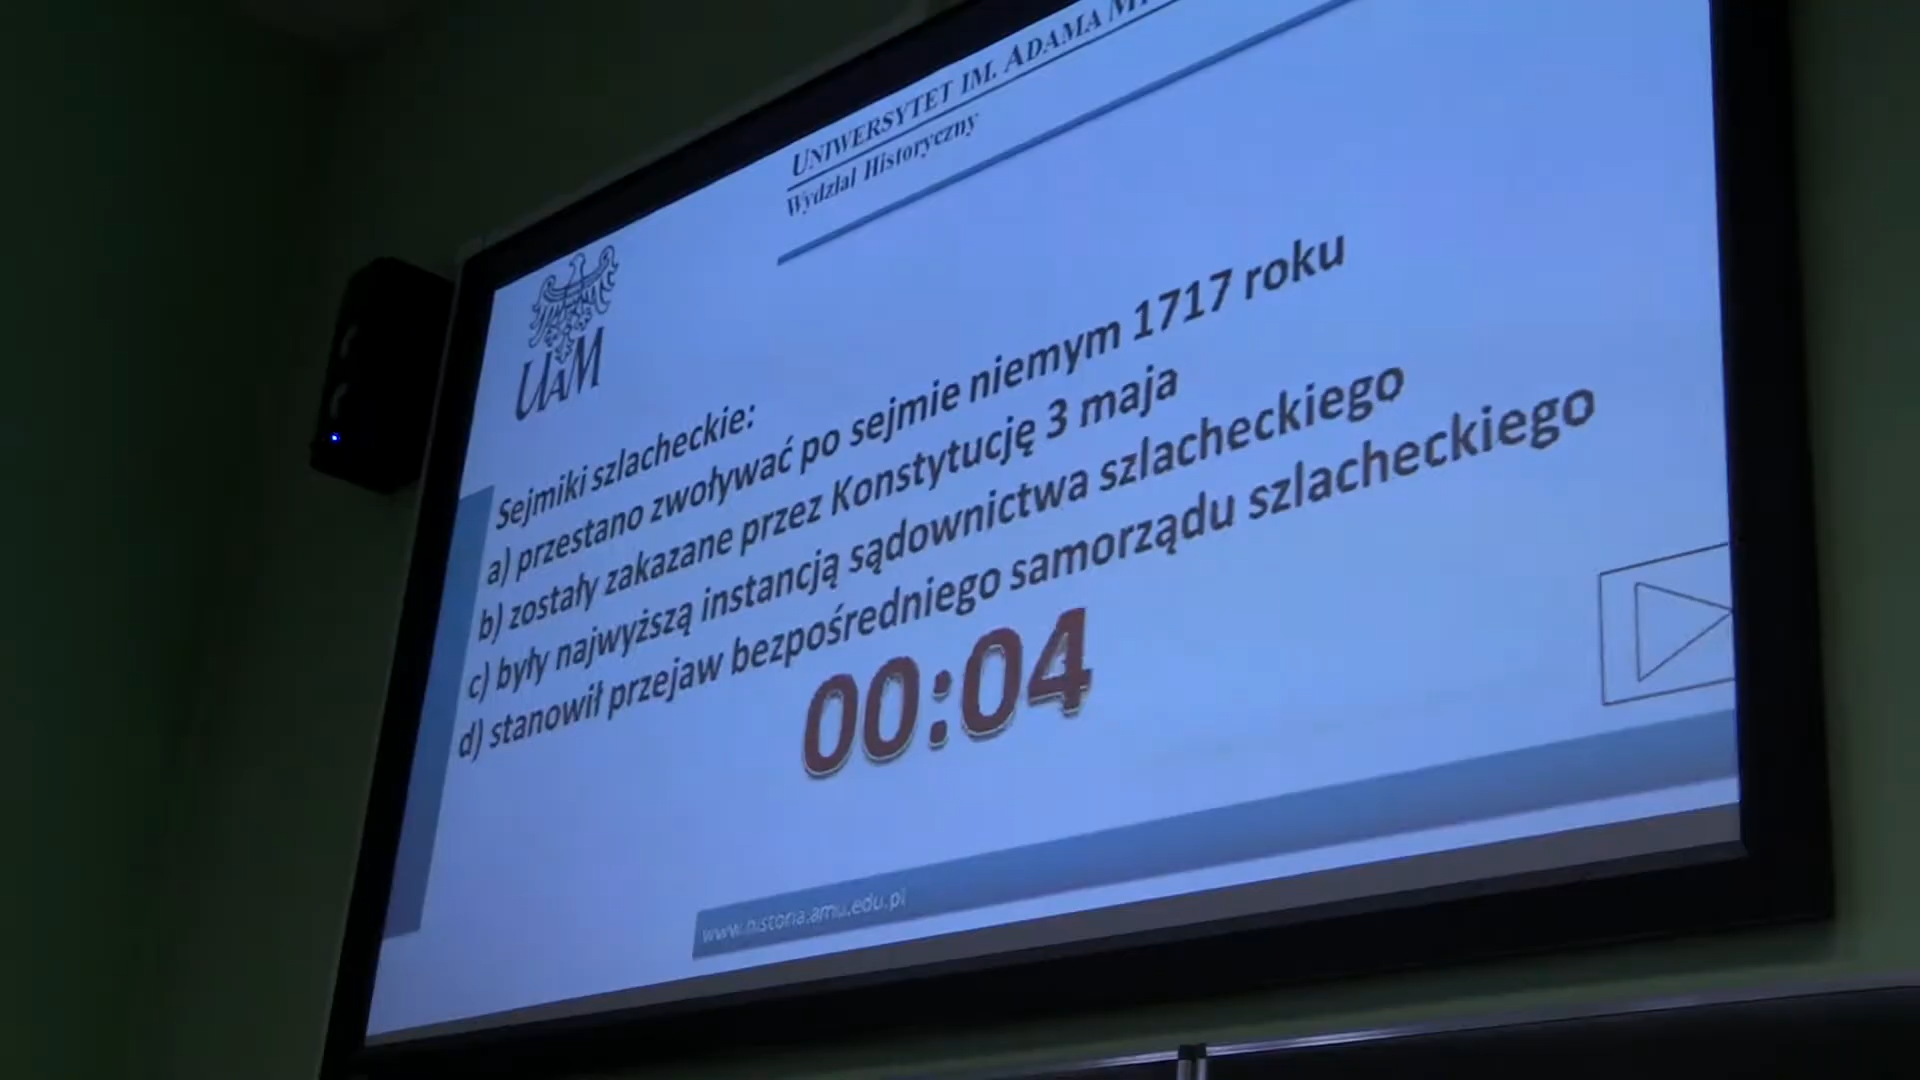 UNIWERSYTET IM. ADAMA
Wydział Historyczny
UAM
Sejmiki szlacheckie:
a) przestano zwoływać po sejmie niemym 1717 roku
b) zostały zakazane przez Konstytucję 3 maja
c) były najwyższą instancją sądownictwa szlacheckiego
d) stanowił przejaw bezpośredniego samorządu szlacheckiego
00:04
www.historia.amu.edu.pl